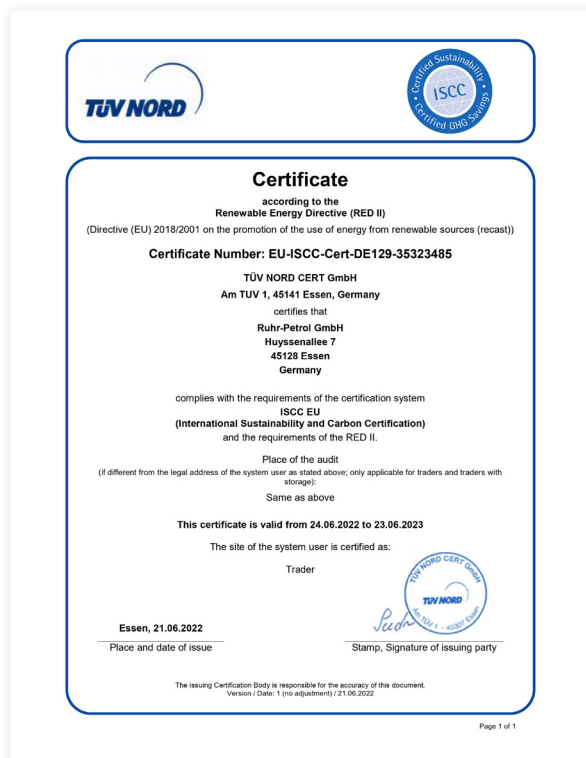 TÜV NORD
Certified Sustainability
ISCC
Certified GHG Savings
Certificate
according to the
Renewable Energy Directive (RED II)
(Directive (EU) 2018/2001 on the promotion of the use of energy from renewable sources (recast))
Certificate Number: EU-ISCC-Cert-DE129-35323485
TÜV NORD CERT GmbH
Am TUV 1, 45141 Essen, Germany
certifies that
Ruhr-Petrol GmbH
Huyssenallee 7
45128 Essen
Germany
complies with the requirements of the certification system
ISCC EU
(International Sustainability and Carbon Certification)
and the requirements of the RED II.
Place of the audit
(if different from the legal address of the system user as stated above; only applicable for traders and traders with
storage):
Same as above
This certificate is valid from 24.06.2022 to 23.06.2023
The site of the system user is certified as:
Trader
TÜV NORD CERT GmbH
TÜV NORD
Am TÜV 1 - 45307 Essen
Essen, 21.06.2022
Place and date of issue
Stamp, Signature of issuing party
The issuing Certification Body is responsible for the accuracy of this document.
Version / Date: 1 (no adjustment) / 21.06.2022
Page 1 of 1